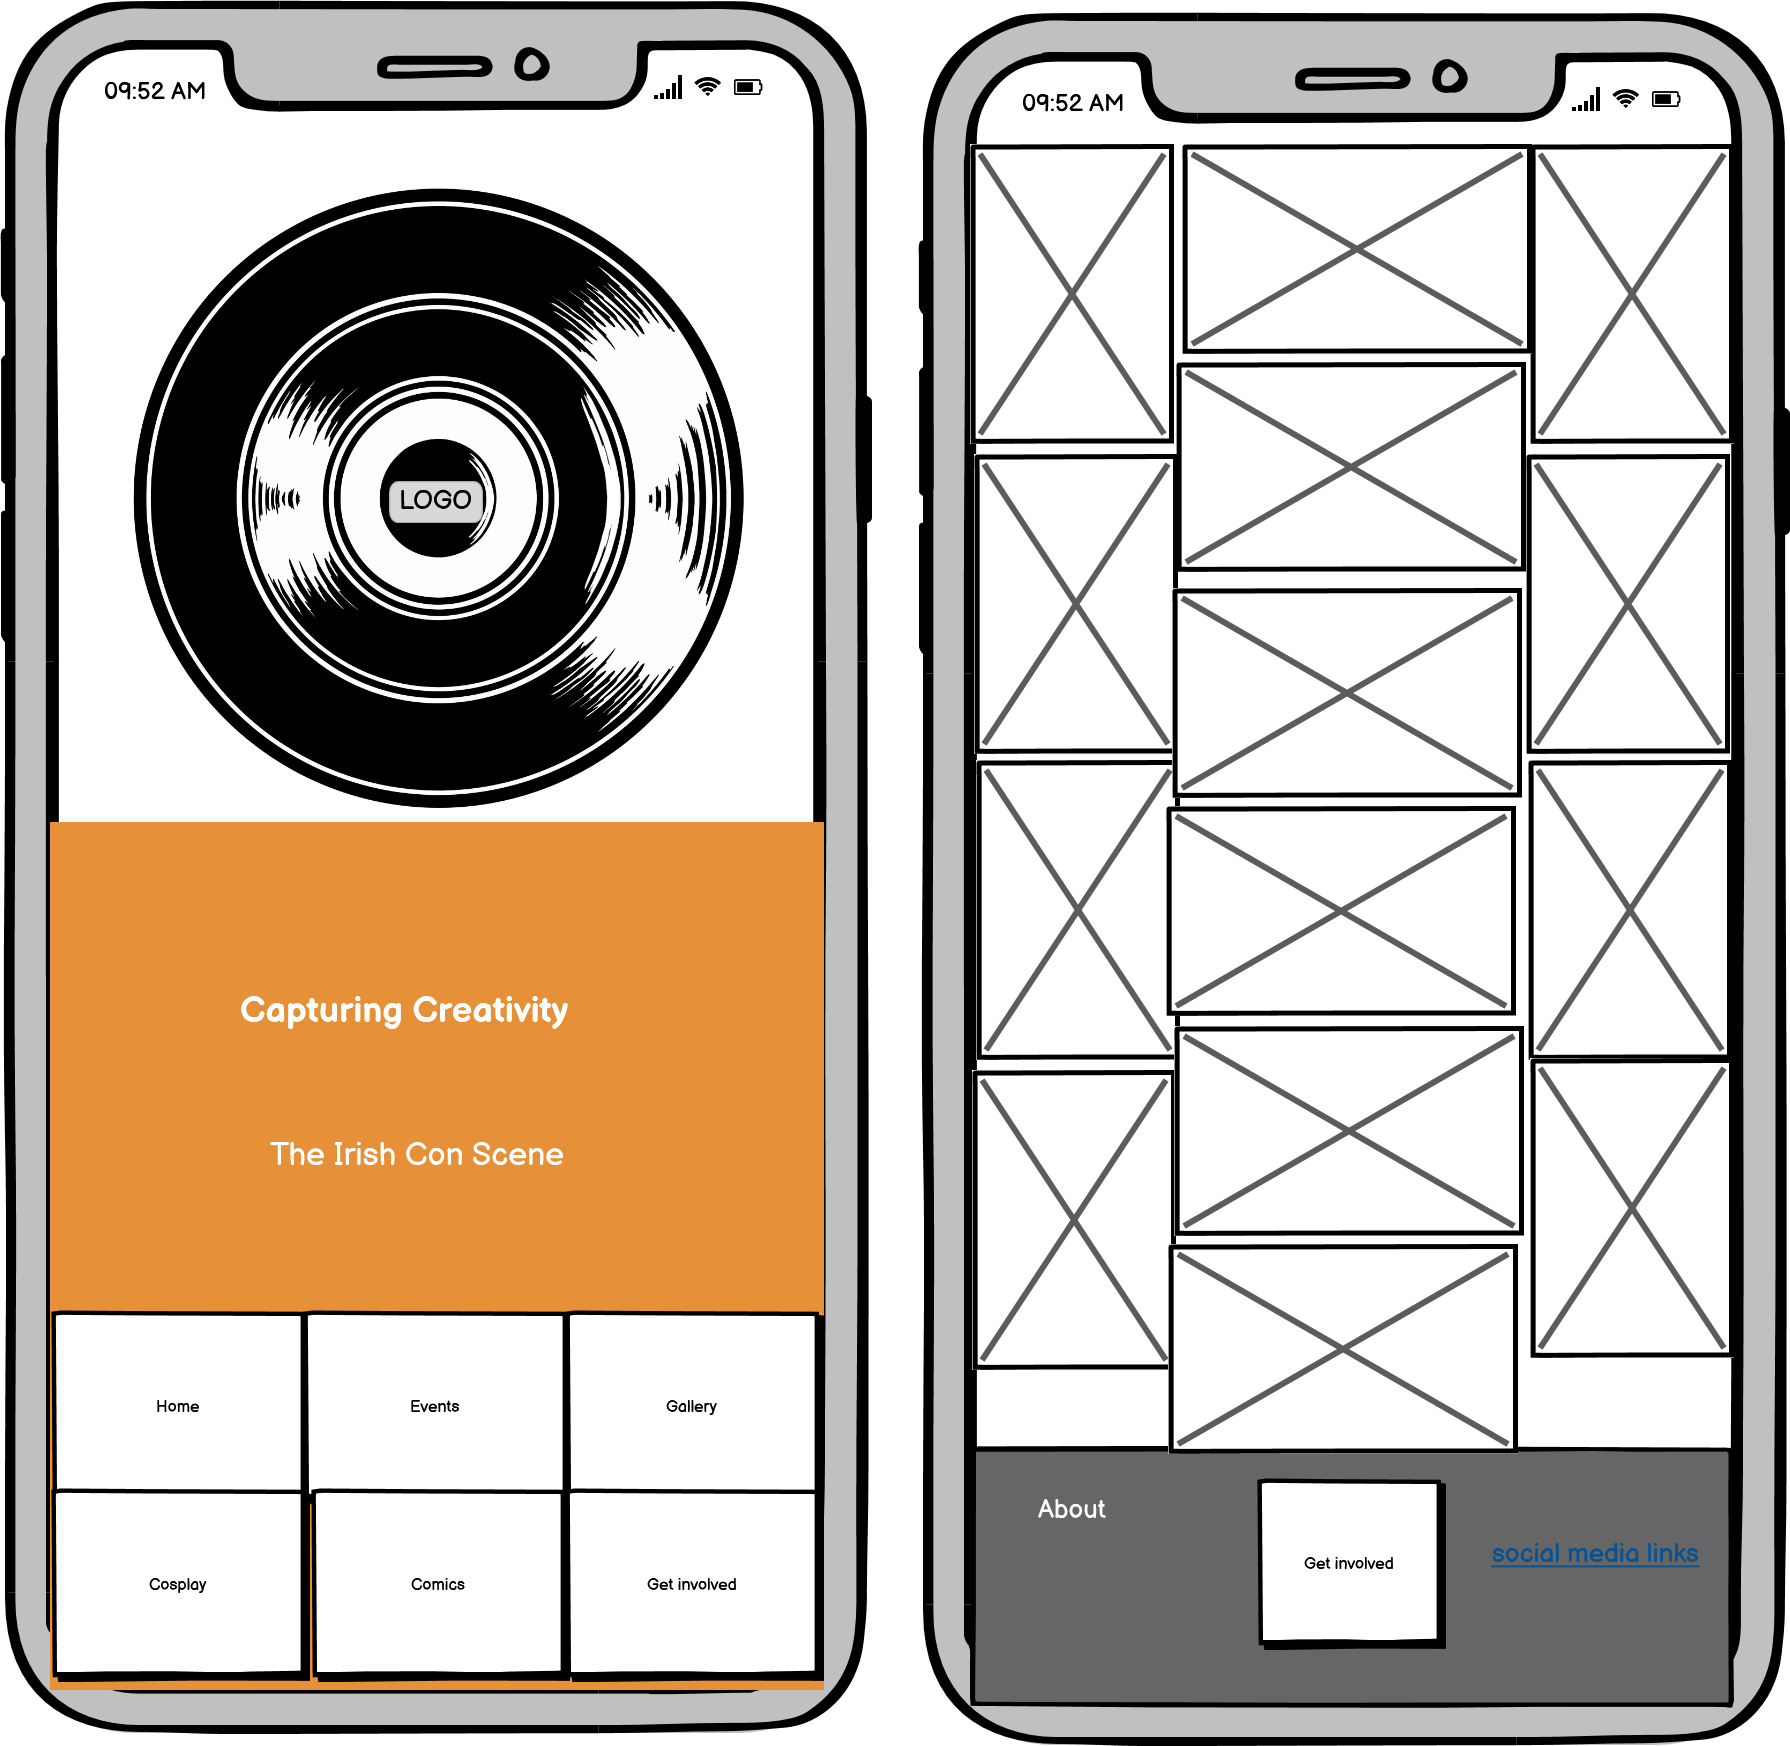 09:52 AM
LOGO
Capturing Creativity
The Irish Con Scene
Home
Events
Gallery
Cosplay
Comics
Get involved
09:52 AM
About
Get involved
social media links